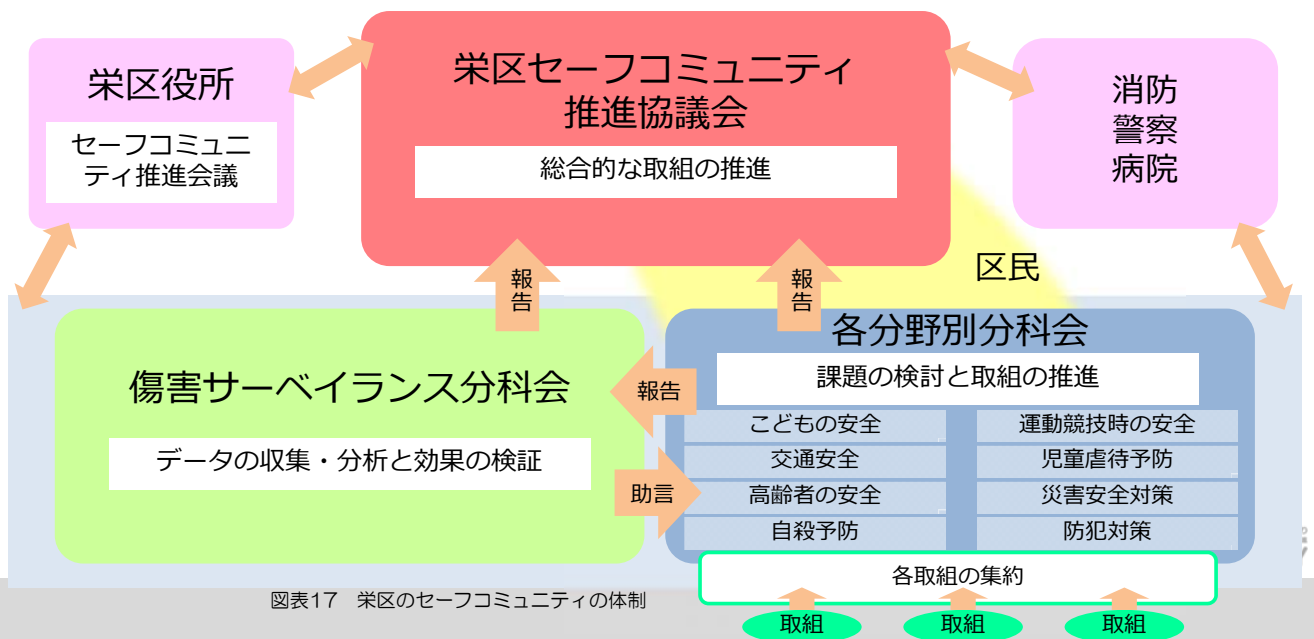 栄区役所
セーフコミュニ
ティ推進会議
栄区セーフコミュニティ
推進協議会
総合的な取組の推進
消防
警察
病院
区民
報告
報告
傷害サーベイランス分科会
データの収集・分析と効果の検証
報告
助言
各分野別分科会
課題の検討と取組の推進
こどもの安全
運動競技時の安全
交通安全
児童虐待予防
高齢者の安全
災害安全対策
自殺予防
防犯対策
各取組の集約
取組
取組
取組
図表17 栄区のセーフコミュニティの体制